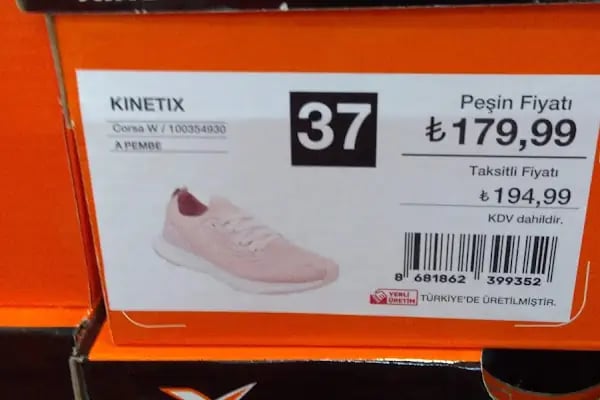 KINETIX
Corsa W / 100354930
A PEMBE
37
Peşin Fiyatı
₺179,99
Taksitli Fiyatı
₺194,99
KDV dahildir.
8 681862 399352
YERLİ
ÜRETİM
TÜRKİYE'DE ÜRETİLMİŞTİR.